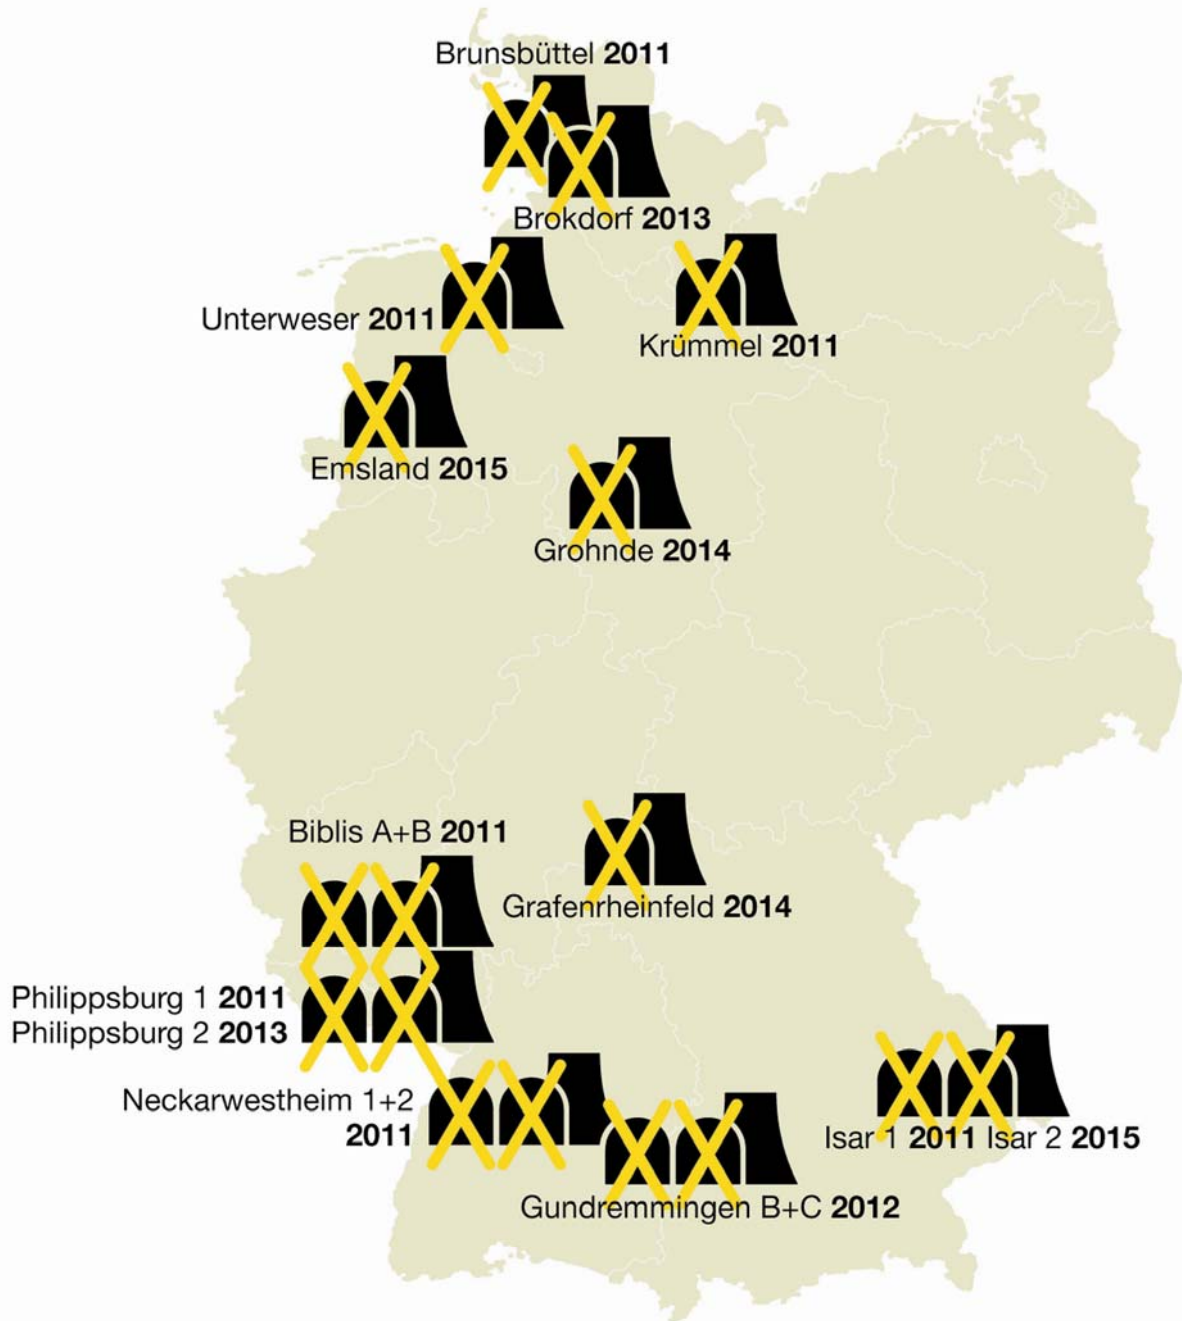 Brunsbüttel 2011
Brokdorf 2013
Unterweser 2011
Krümmel 2011
Emsland 2015
Grohnde 2014
Biblis A+B 2011
Grafenrheinfeld 2014
Philippsburg 1 2011
Philippsburg 2 2013
Neckarwestheim 1+2
2011
Isar 1 2011 Isar 2 2015
Gundremmingen B+C 2012